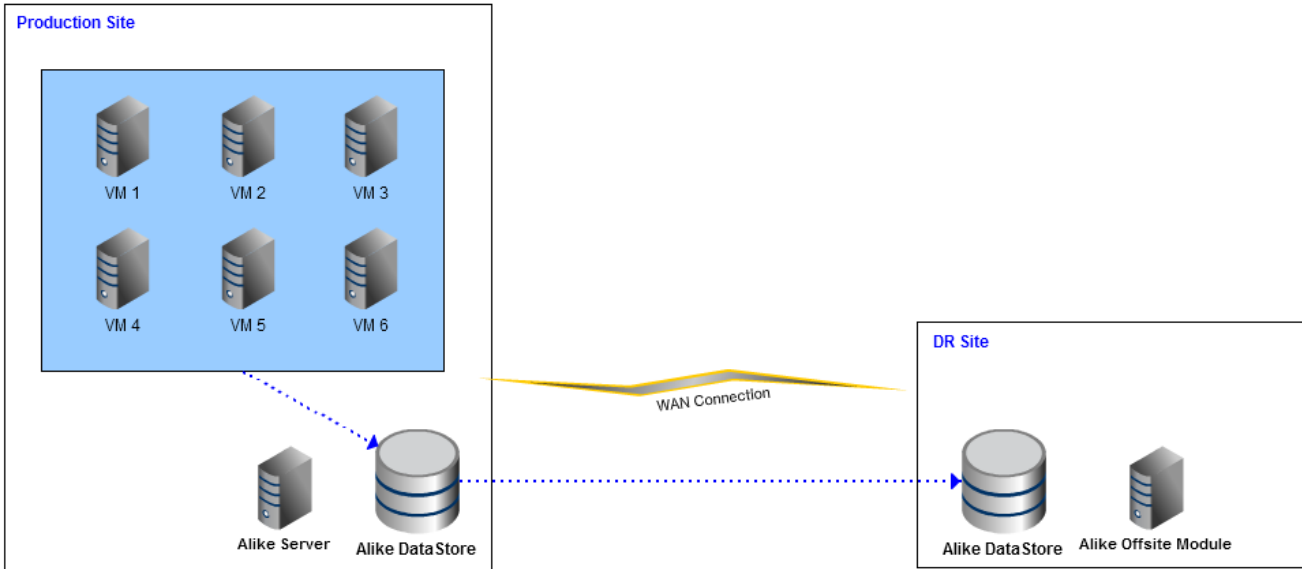 Production Site
VM 1
VM 2
VM 3
VM 4
VM 5
VM 6
DR Site
WAN Connection
Alike Server
Alike DataStore
Alike DataStore
Alike Offsite Module